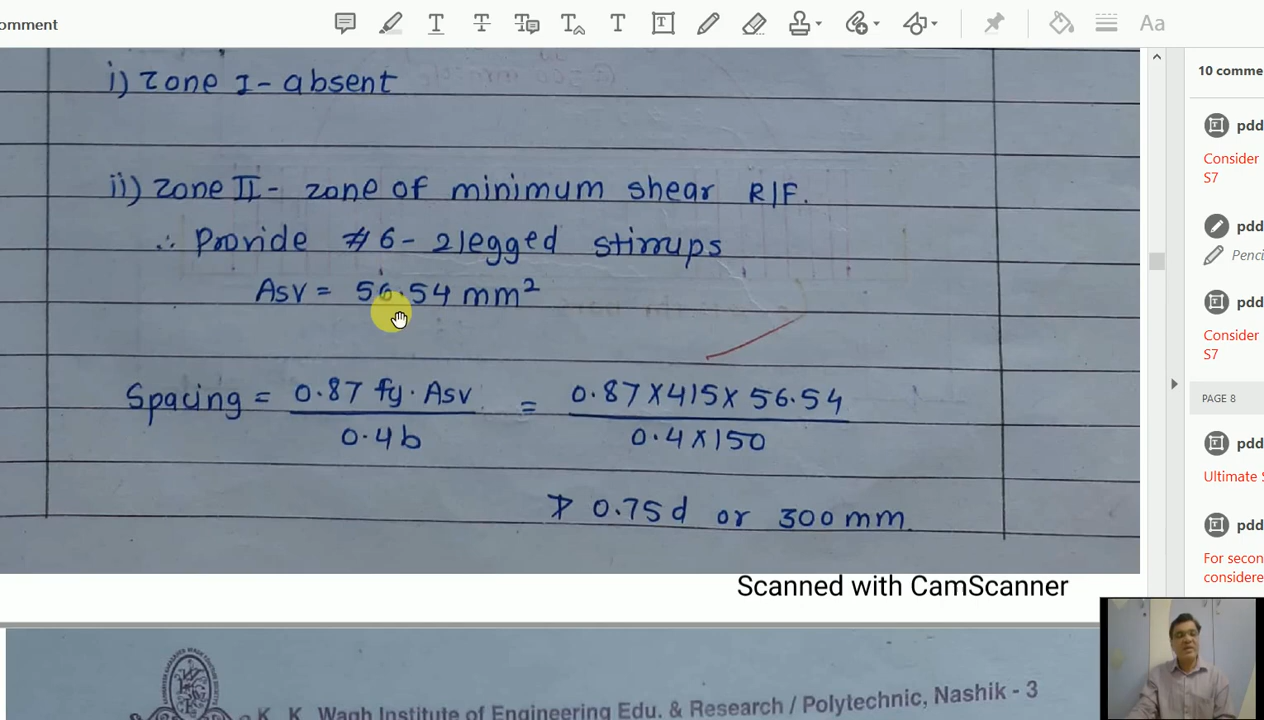 omment
T T T T T T Aa
i) Zone I - absent
ii) Zone II - zone of minimum shear R/F.
∴ Provide # 6 - 2legged stirrups
Asv = 56.54 mm²
Spacing = 0.87 fy. Asv / 0.4b = 0.87 X 415 X 56.54 / 0.4 X 150
≯ 0.75d or 300 mm.
Scanned with CamScanner
K. K. Wagh Institute of Engineering Edu. & Research / Polytechnic, Nashik - 3
10 comme
pdd
Consider
S7
pdd
Penci
pdd
Consider
S7
PAGE 8
pdd
Ultimate S
pdd
For secon
considere